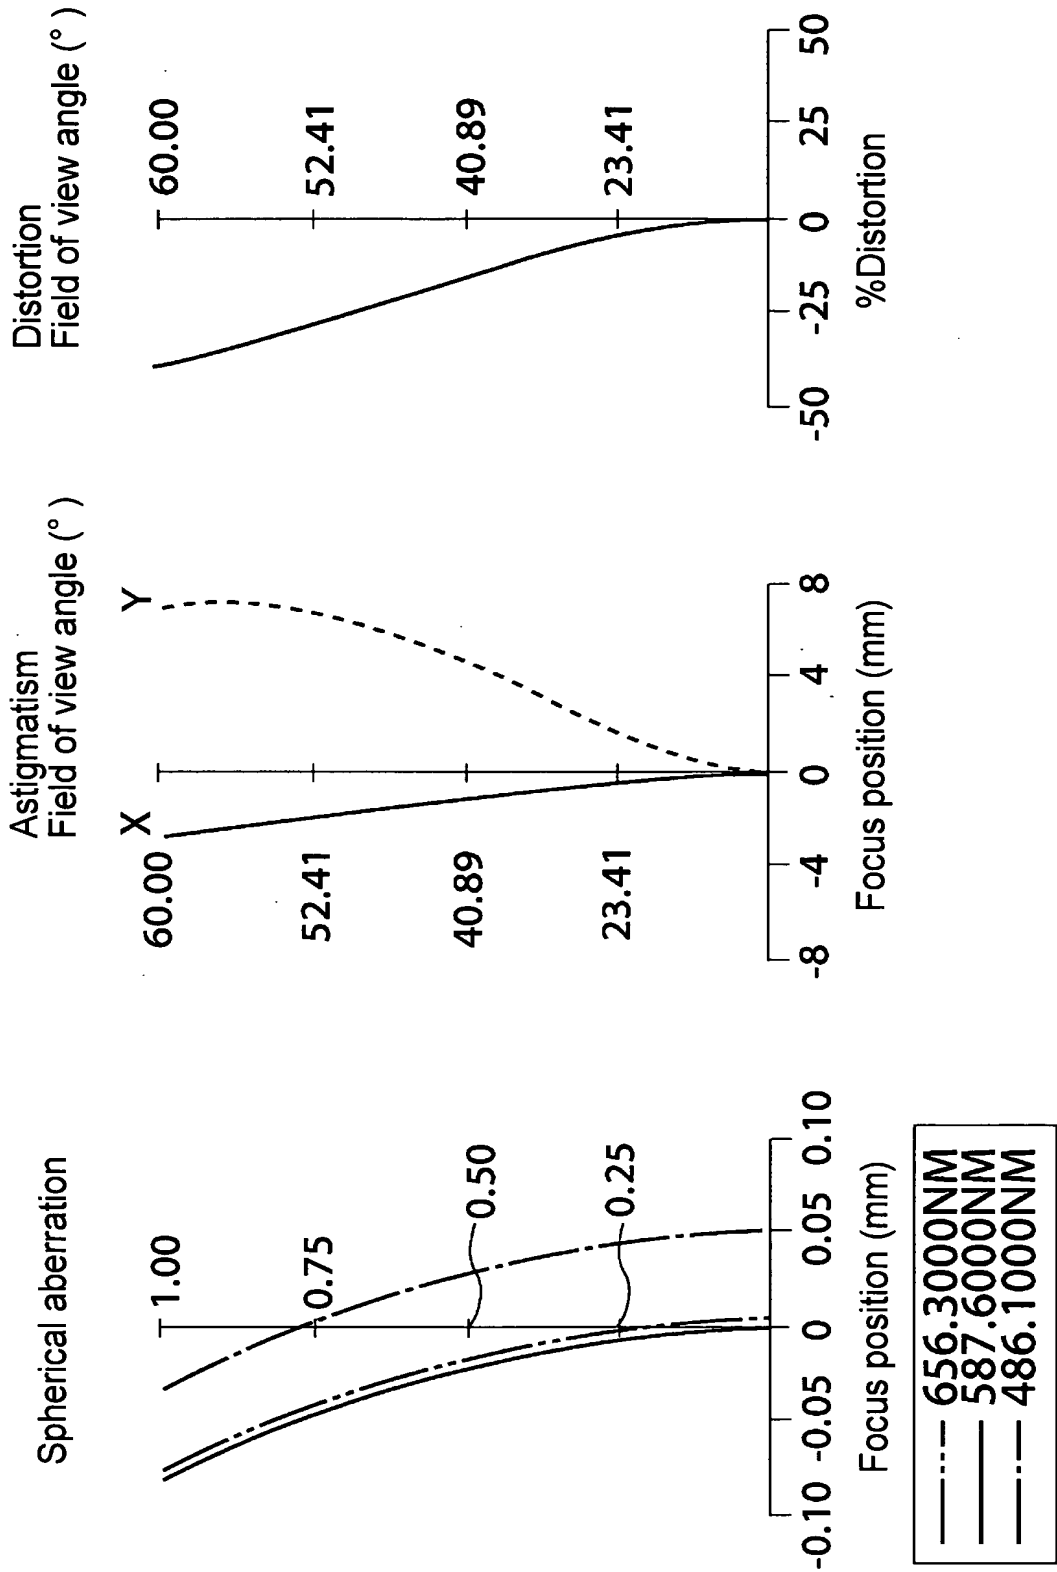 Spherical aberration
1.00
0.75
0.50
0.25
-0.10 -0.05 0 0.05 0.10
Focus position (mm)
656.3000NM
587.6000NM
486.1000NM
Astigmatism
Field of view angle (°)
X Y
60.00
52.41
40.89
23.41
-8 -4 0 4 8
Focus position (mm)
Distortion
Field of view angle (°)
60.00
52.41
40.89
23.41
-50 -25 0 25 50
%Distortion